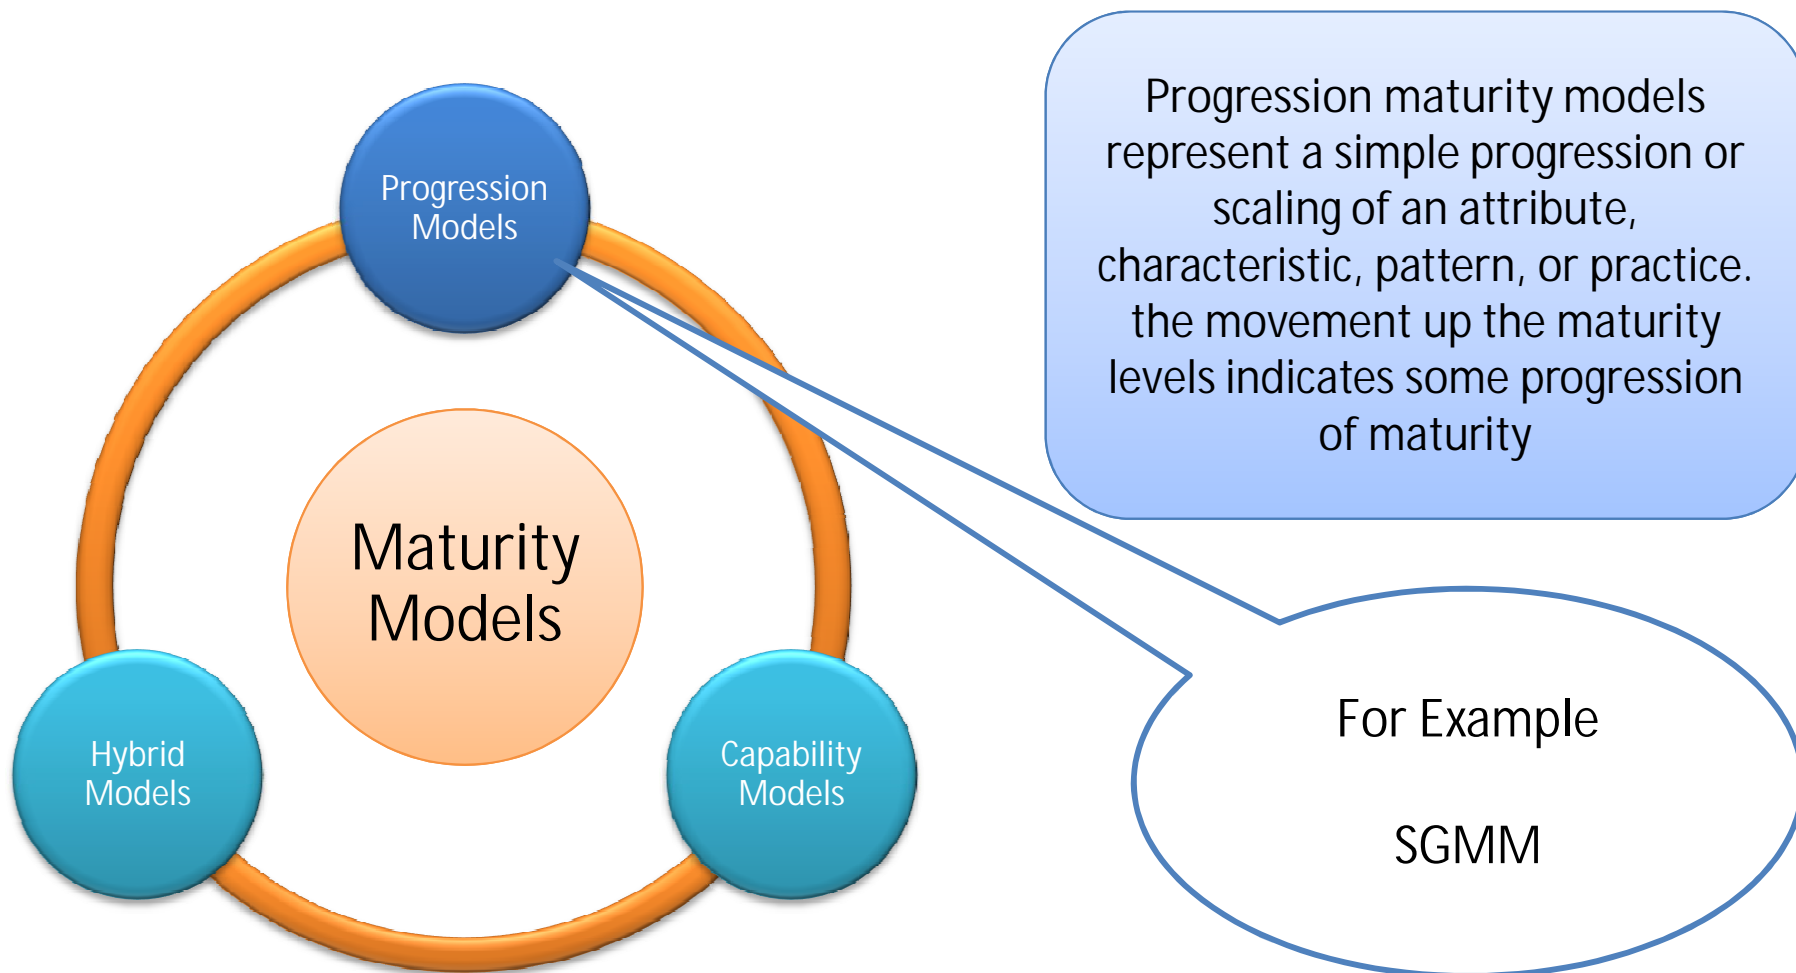 Progression
Models
Maturity
Models
Hybrid
Models
Capability
Models
Progression maturity models
represent a simple progression or
scaling of an attribute,
characteristic, pattern, or practice.
the movement up the maturity
levels indicates some progression
of maturity
For Example
SGMM